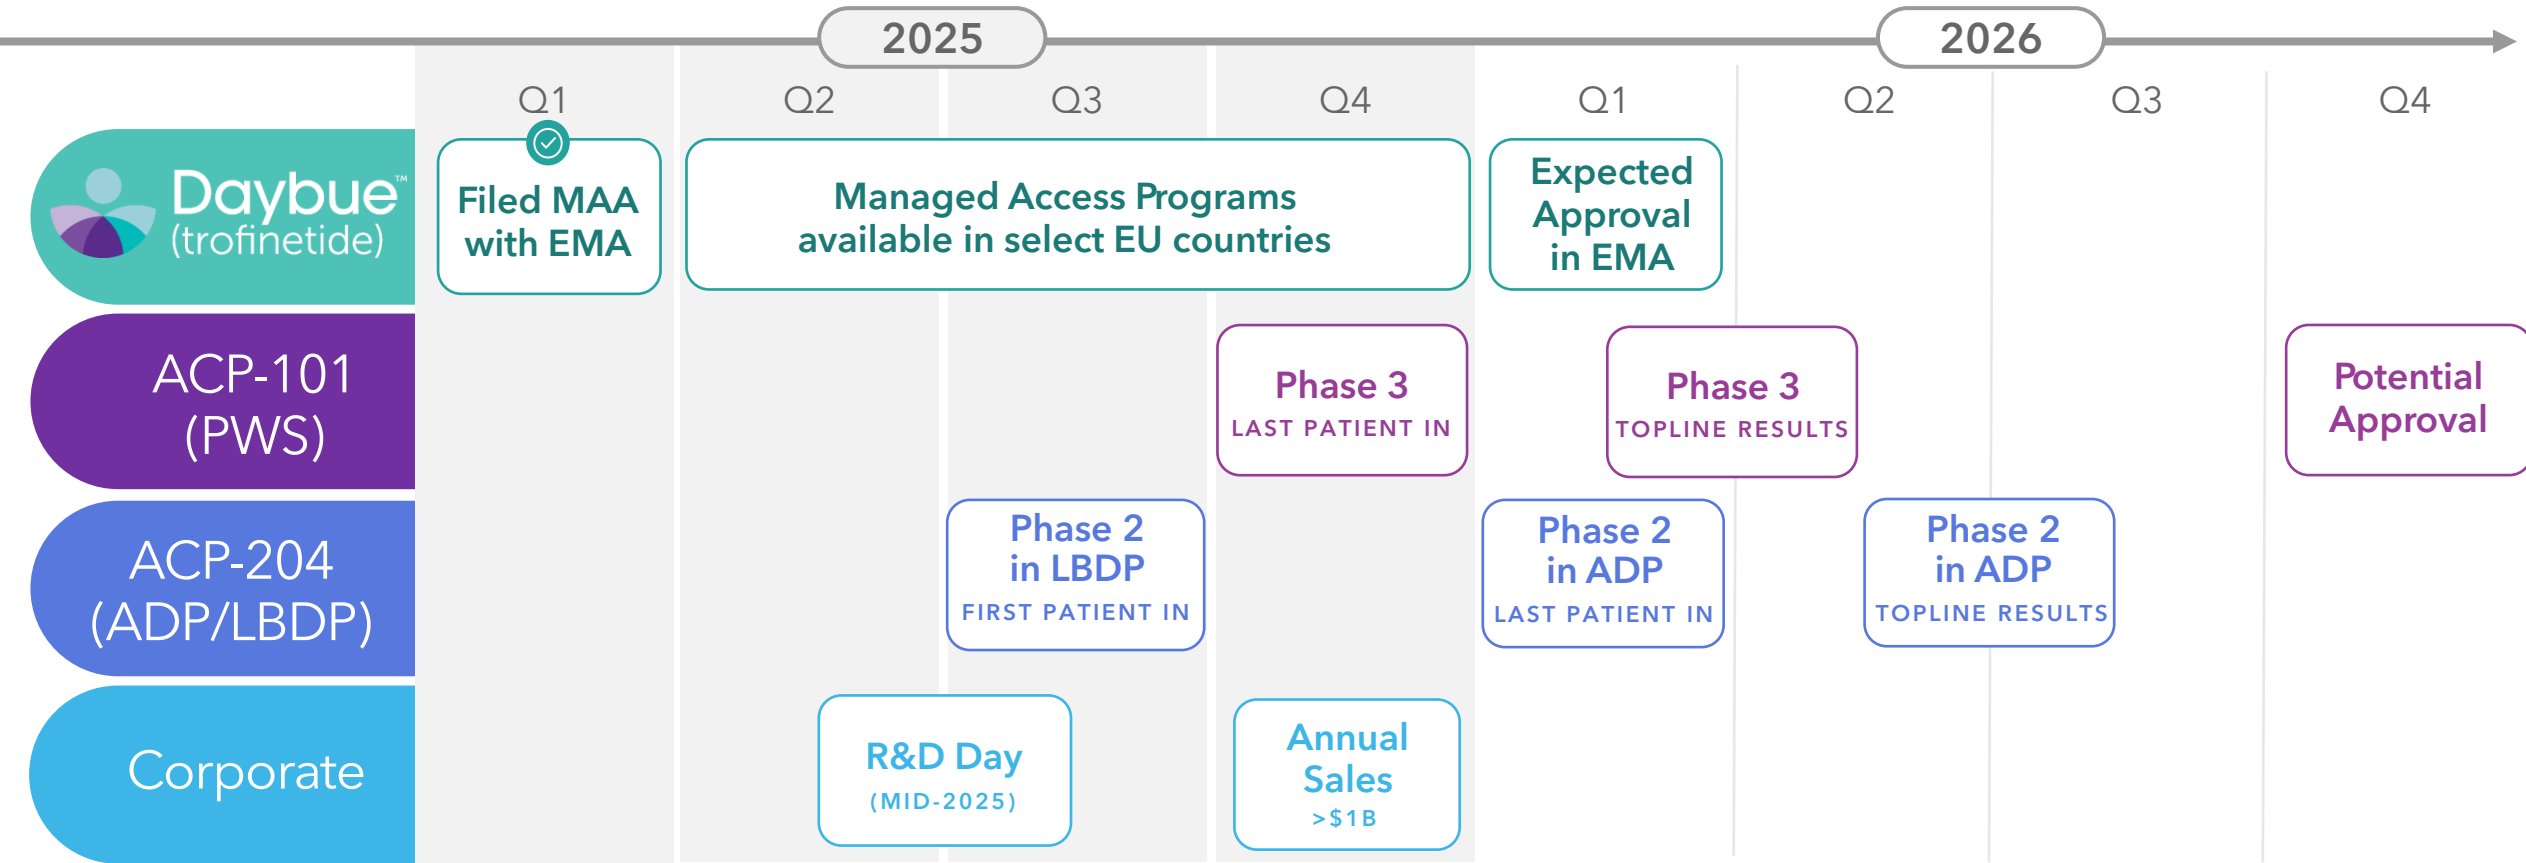 2025
2026
Q1
Q2
Q3
Q4
Q1
Q2
Q3
Q4
Daybue™
(trofinetide)
Filed MAA
with EMA
Managed Access Programs
available in select EU countries
Expected
Approval
in EMA
ACP-101
(PWS)
Phase 3
LAST PATIENT IN
Phase 3
TOPLINE RESULTS
Potential
Approval
ACP-204
(ADP/LBDP)
Phase 2
in LBDP
FIRST PATIENT IN
Phase 2
in ADP
LAST PATIENT IN
Phase 2
in ADP
TOPLINE RESULTS
Corporate
R&D Day
(MID-2025)
Annual
Sales
>$1B